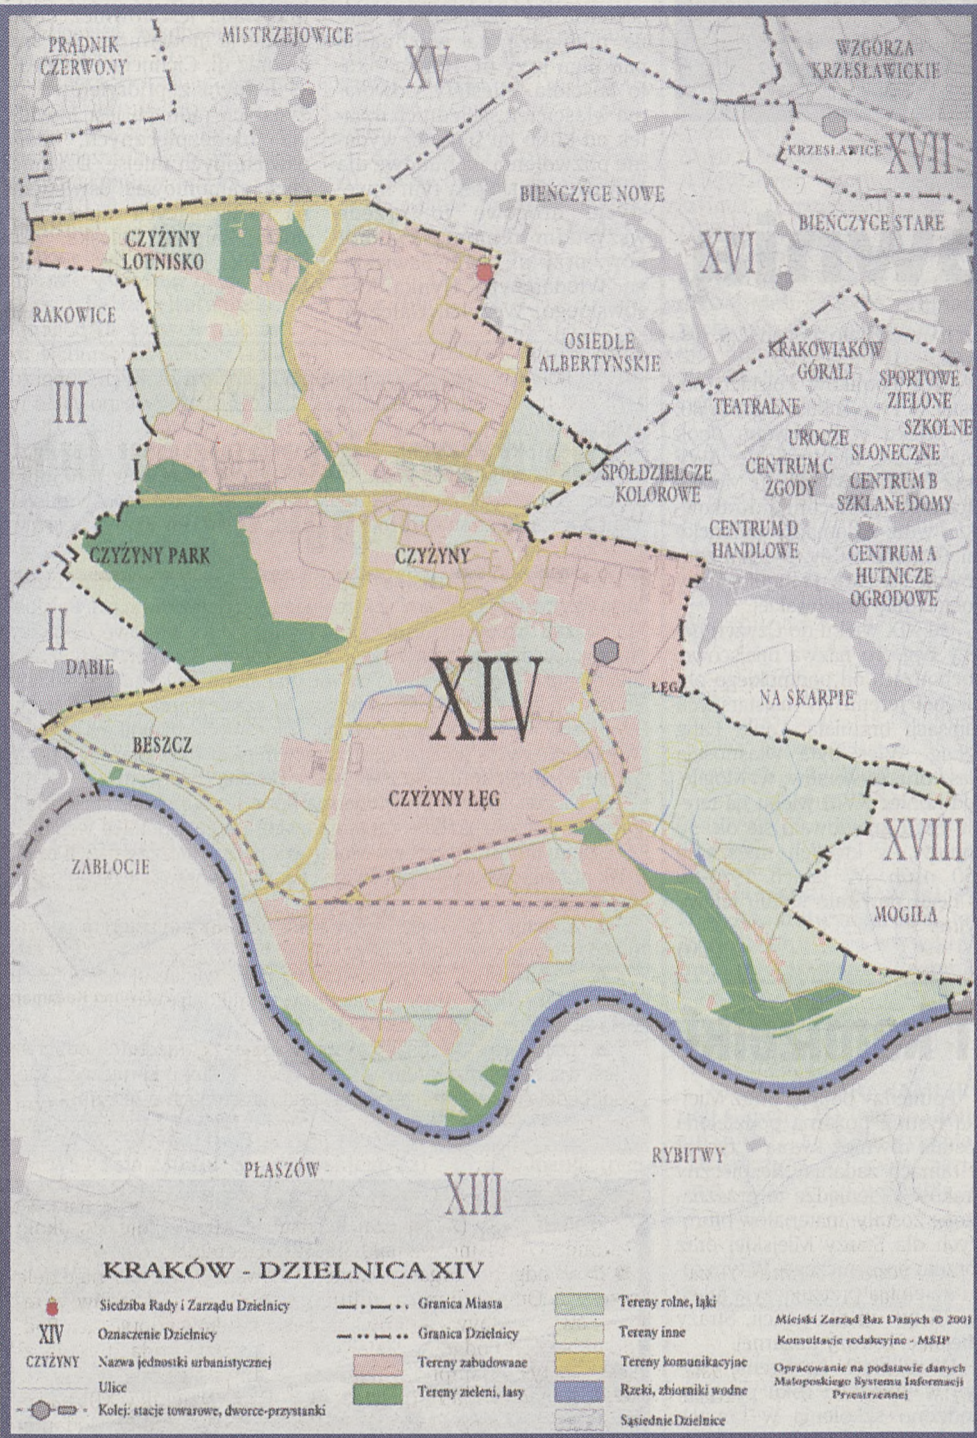 PRĄDNIK
CZERWONY
MISTRZEJOWICE
XV
WZGÓRZA
KRZESŁAWICKIE
KRZESŁAWICE
XVII
BIEŃCZYCE NOWE
BIEŃCZYCE STARE
CZYŻYNY
LOTNISKO
XVI
RAKOWICE
OSIEDLE
ALBERTYNSKIE
KRAKOWIAKÓW
GÓRALI
SPORTOWE
ZIELONE
III
TEATRALNE
SZKOLNE
UROCZE
SŁONECZNE
SPÓŁDZIELCZE
KOLOROWE
CENTRUM C
ZGODY
CENTRUM B
SZKLANE DOMY
CENTRUM D
HANDLOWE
CZYŻYNY PARK
CZYŻYNY
CENTRUM A
HUTNICZE
OGRODOWE
II
DĄBIE
XIV
ŁĘG
NA SKARPIE
BESZCZ
CZYŻYNY ŁĘG
XVIII
ZABŁOCIE
MOGIŁA
PŁASZÓW
RYBITWY
XIII
KRAKÓW - DZIELNICA XIV
Siedziba Rady i Zarządu Dzielnicy
XIV Oznaczenie Dzielnicy
CZYŻYNY Nazwa jednostki urbanistycznej
Ulice
Kolej: stacje towarowe, dworce-przystanki
Granica Miasta
Granica Dzielnicy
Tereny zabudowane
Tereny zieleni, lasy
Tereny rolne, łąki
Tereny inne
Tereny komunikacyjne
Rzeki, zbiorniki wodne
Sąsiednie Dzielnice
Miejski Zarząd Baz Danych © 2001
Konsultacje redakcyjne - MSIP
Opracowanie na podstawie danych
Małoposkiego Systemu Informacji
Przestrzennej